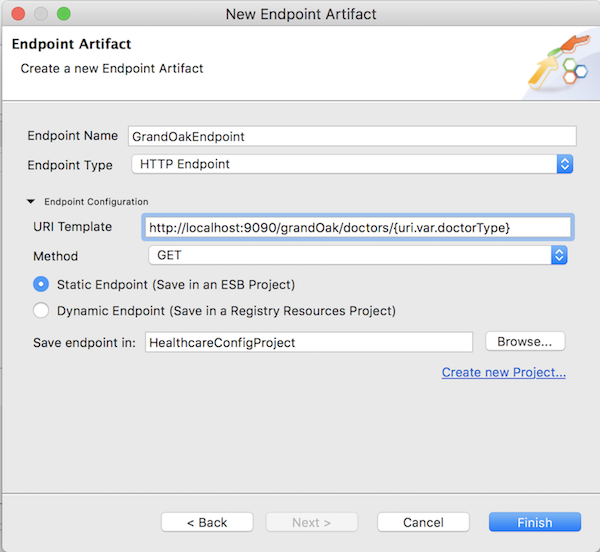 New Endpoint Artifact
Endpoint Artifact
Create a new Endpoint Artifact
Endpoint Name GrandOakEndpoint
Endpoint Type HTTP Endpoint
Endpoint Configuration
URI Template http://localhost:9090/grandOak/doctors/{uri.var.doctorType}
Method GET
Static Endpoint (Save in an ESB Project)
Dynamic Endpoint (Save in a Registry Resources Project)
Save endpoint in: HealthcareConfigProject Browse...
Create new Project...
< Back Next > Cancel Finish